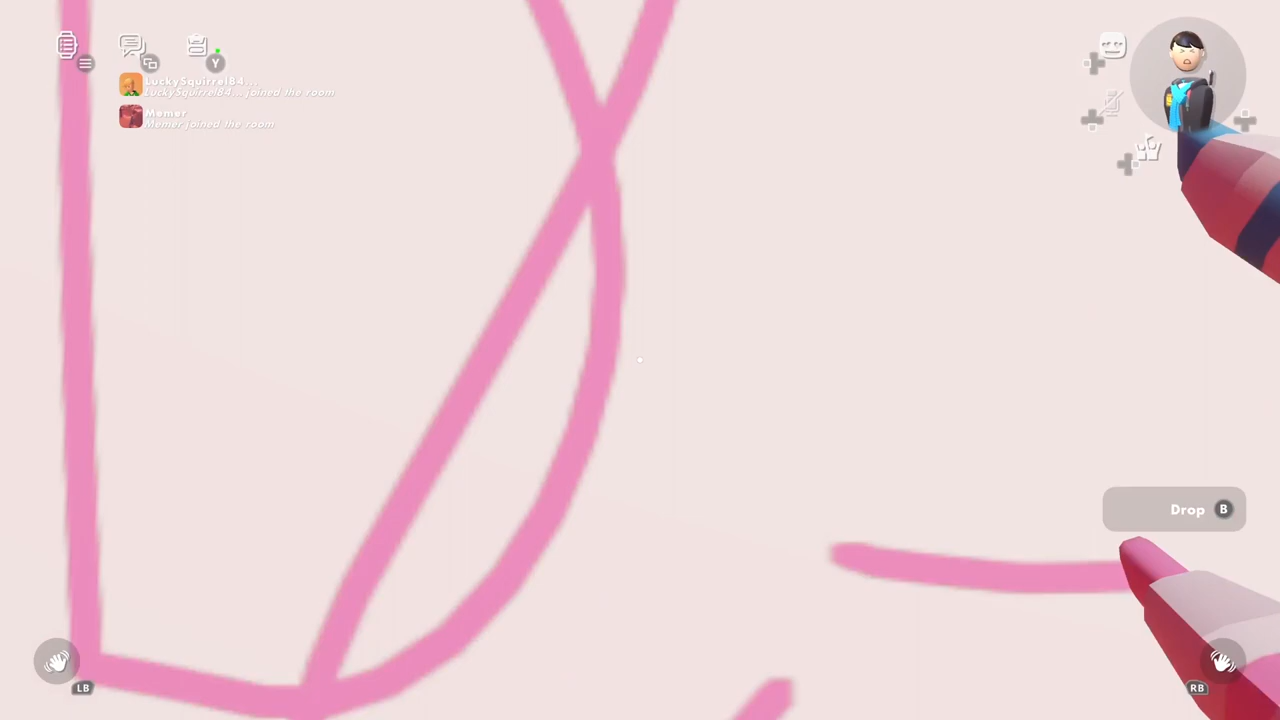 Y
LuckySquirrel84...
LuckySquirrel84... joined the room
Memer
Memer joined the room
Drop B
LB
RB